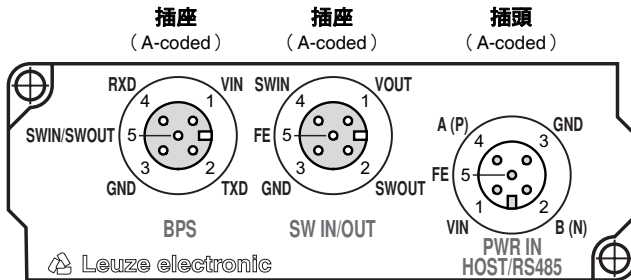 插座 插座 插頭
（A-coded） （A-coded） （A-coded）
RXD VIN SWIN VOUT
4 1 4 1
A (P) GND
4 3
SWIN/SWOUT 5 FE 5
FE 5
3 2 3 2
GND TXD GND SWOUT
1 2
VIN B (N)
BPS SW IN/OUT
PWR IN
HOST/RS485
Leuze electronic